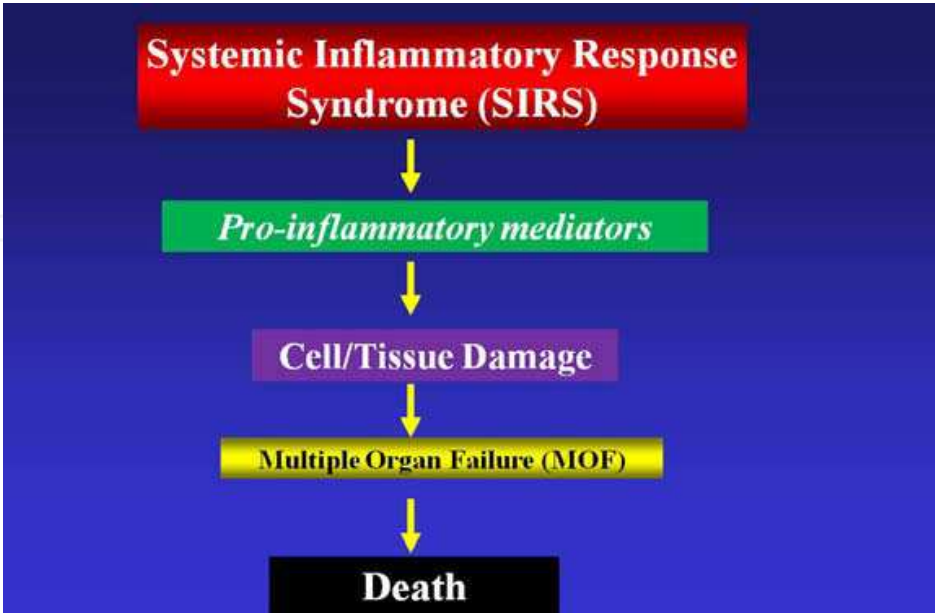 Systemic Inflammatory Response
Syndrome (SIRS)
Pro-inflammatory mediators
Cell/Tissue Damage
Multiple Organ Failure (MOF)
Death